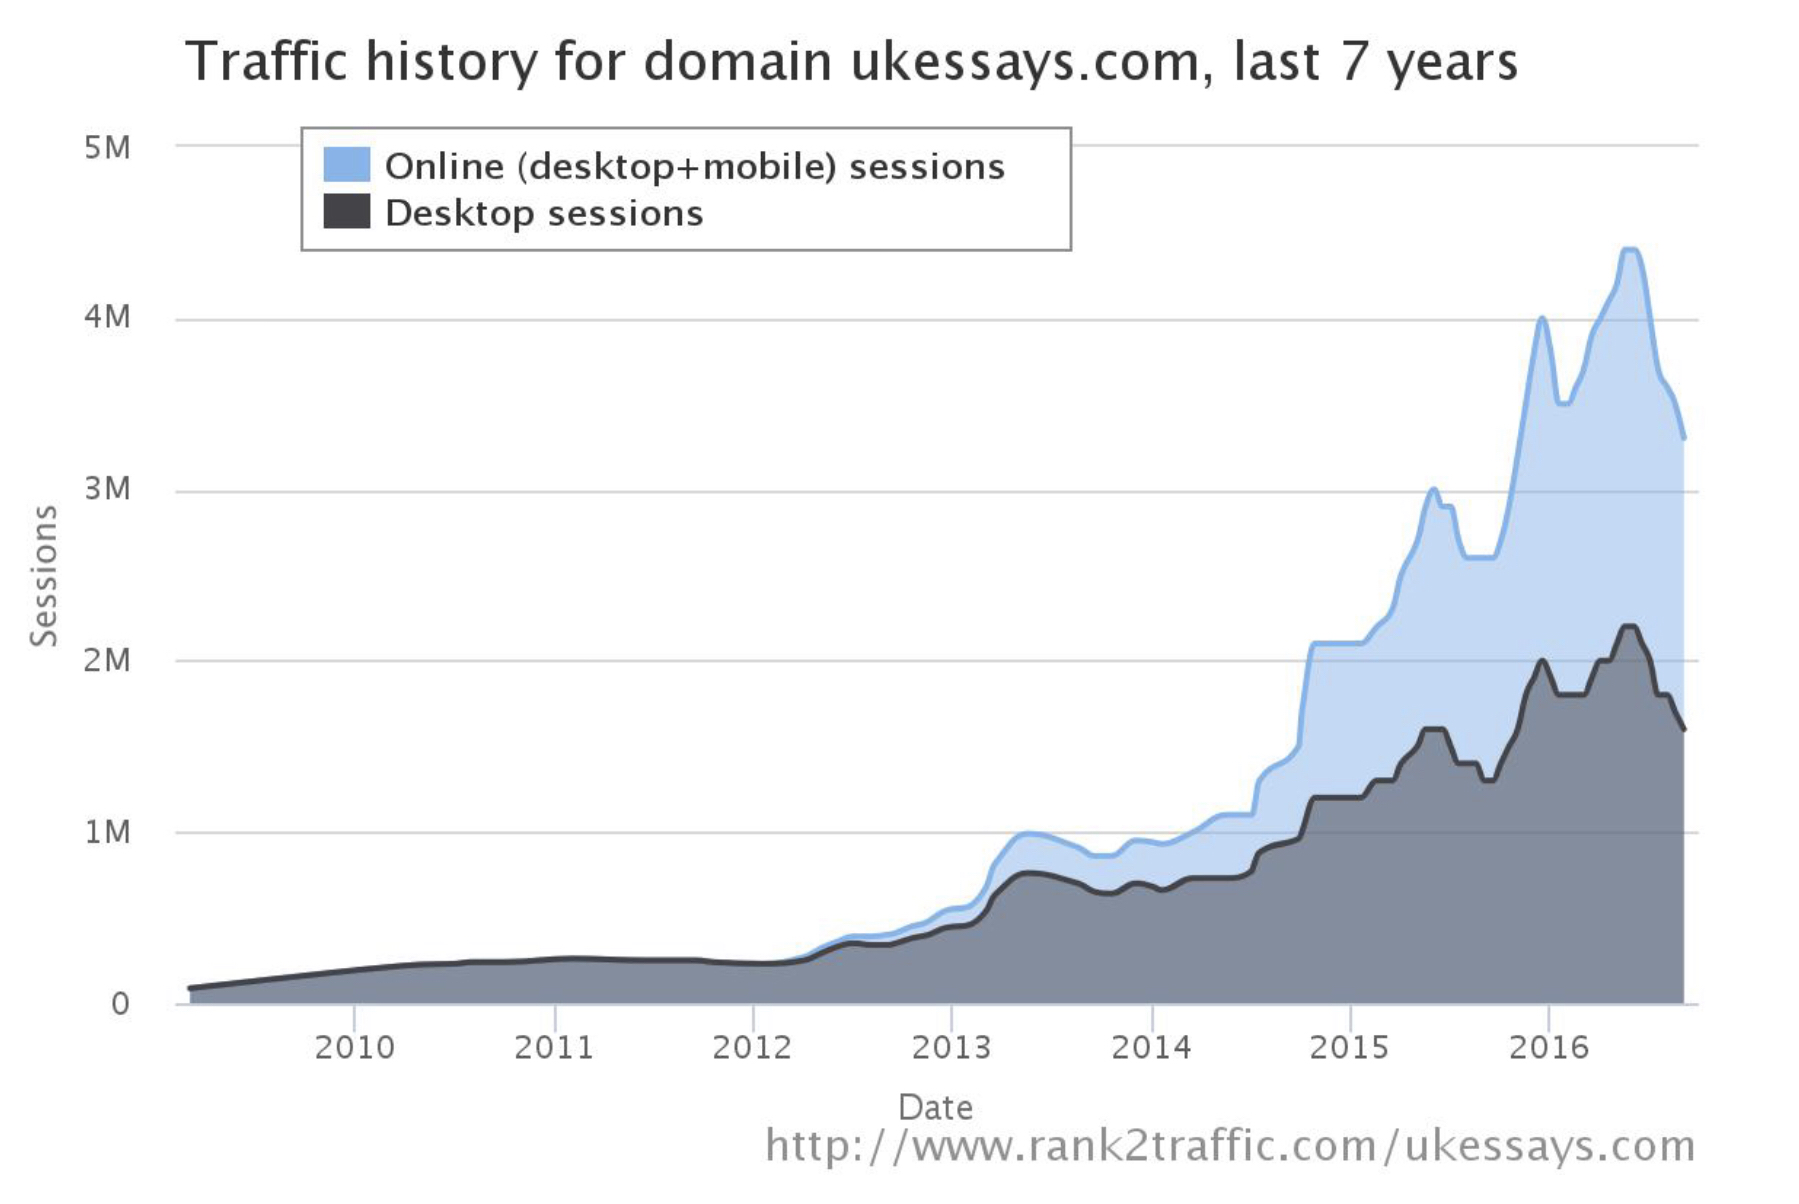 Traffic history for domain ukessays.com, last 7 years
Online (desktop+mobile) sessions
Desktop sessions
5M
4M
3M
2M
1M
0
Sessions
2010 2011 2012 2013 2014 2015 2016
Date
http://www.rank2traffic.com/ukessays.com